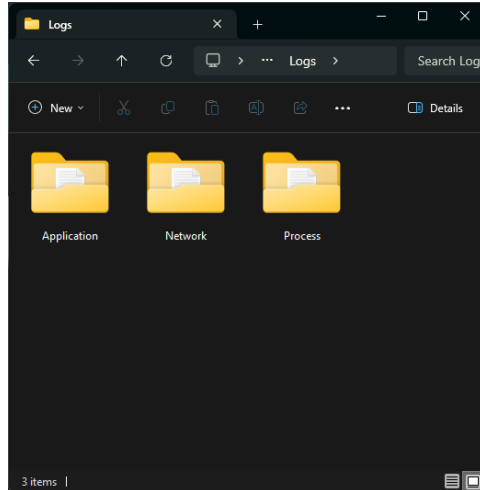 Logs
Logs
Search Log
New
Details
Application
Network
Process
3 items